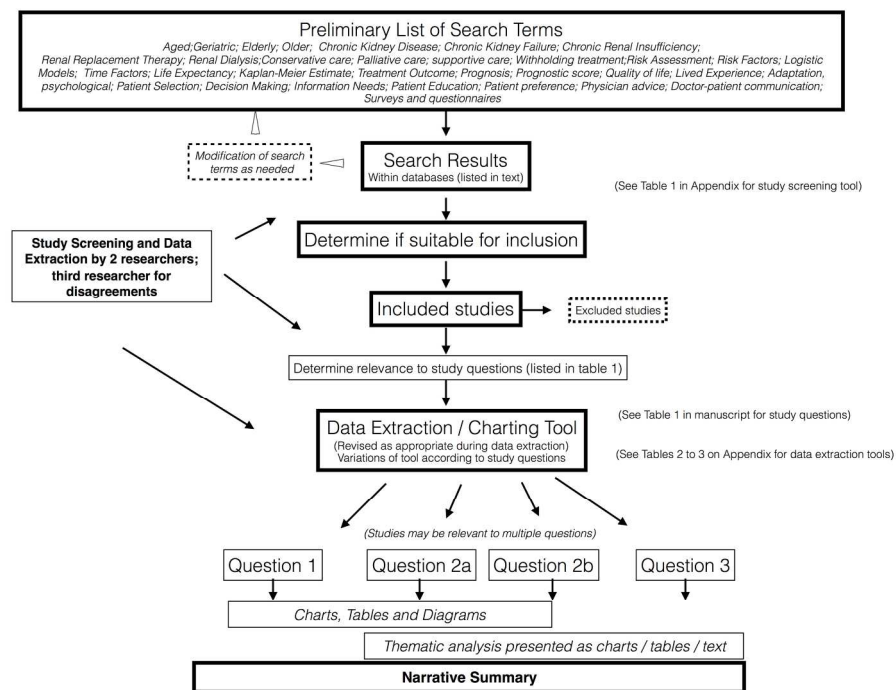 Preliminary List of Search Terms
Aged;Geriatric; Elderly; Older; Chronic Kidney Disease; Chronic Kidney Failure; Chronic Renal Insufficiency;
Renal Replacement Therapy; Renal Dialysis;Conservative care; Palliative care; supportive care; Withholding treatment;Risk Assessment; Risk Factors; Logistic
Models; Time Factors; Life Expectancy; Kaplan-Meier Estimate; Treatment Outcome; Prognosis; Prognostic score; Quality of life; Lived Experience; Adaptation,
psychological; Patient Selection; Decision Making; Information Needs; Patient Education; Patient preference; Physician advice; Doctor-patient communication;
Surveys and questionnaires
Modification of search
terms as needed
Search Results
Within databases (listed in text)
(See Table 1 in Appendix for study screening tool)
Study Screening and Data
Extraction by 2 researchers;
third researcher for
disagreements
Determine if suitable for inclusion
Included studies
Excluded studies
Determine relevance to study questions (listed in table 1)
Data Extraction / Charting Tool
(Revised as appropriate during data extraction)
Variations of tool according to study questions
(See Table 1 in manuscript for study questions)
(See Tables 2 to 3 on Appendix for data extraction tools)
(Studies may be relevant to multiple questions)
Question 1
Question 2a
Question 2b
Question 3
Charts, Tables and Diagrams
Thematic analysis presented as charts / tables / text
Narrative Summary